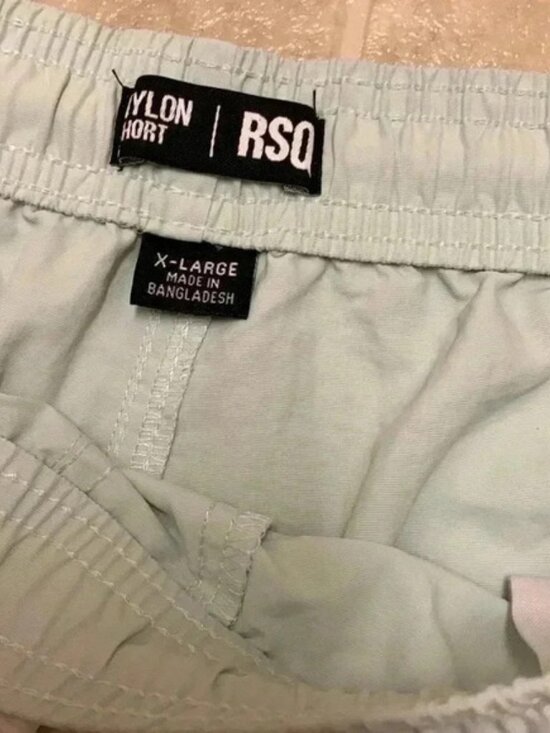 YLON
HORT
RSQ
X-LARGE
MADE IN
BANGLADESH